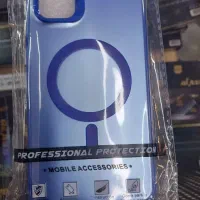 PROFESSIONAL PROTECTION
MOBILE ACCESSORIES